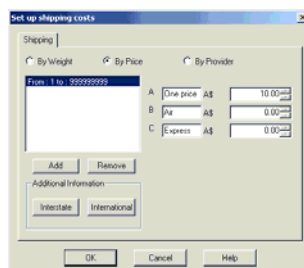 Set up shipping costs
Shipping
By Weight By Price By Provider
From : 1 to : 999999999
A One price A$ 10.00
B Air A$ 0.00
C Express A$ 0.00
Add Remove
Additional Information
Interstate International
OK Cancel Help